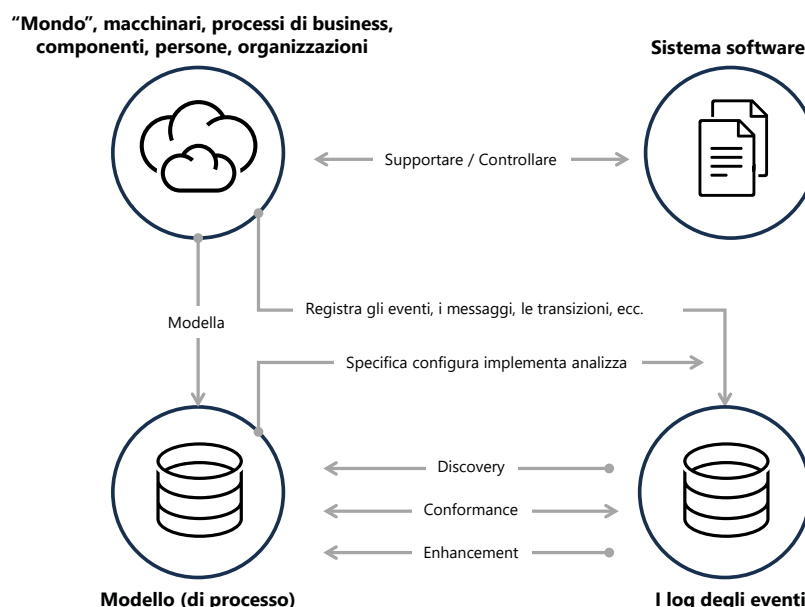 “Mondo”, macchinari, processi di business,
componenti, persone, organizzazioni
Sistema software
Supportare / Controllare
Registra gli eventi, i messaggi, le transizioni, ecc.
Modella
Specifica configura implementa analizza
Discovery
Conformance
Enhancement
Modello (di processo)
I log degli eventi